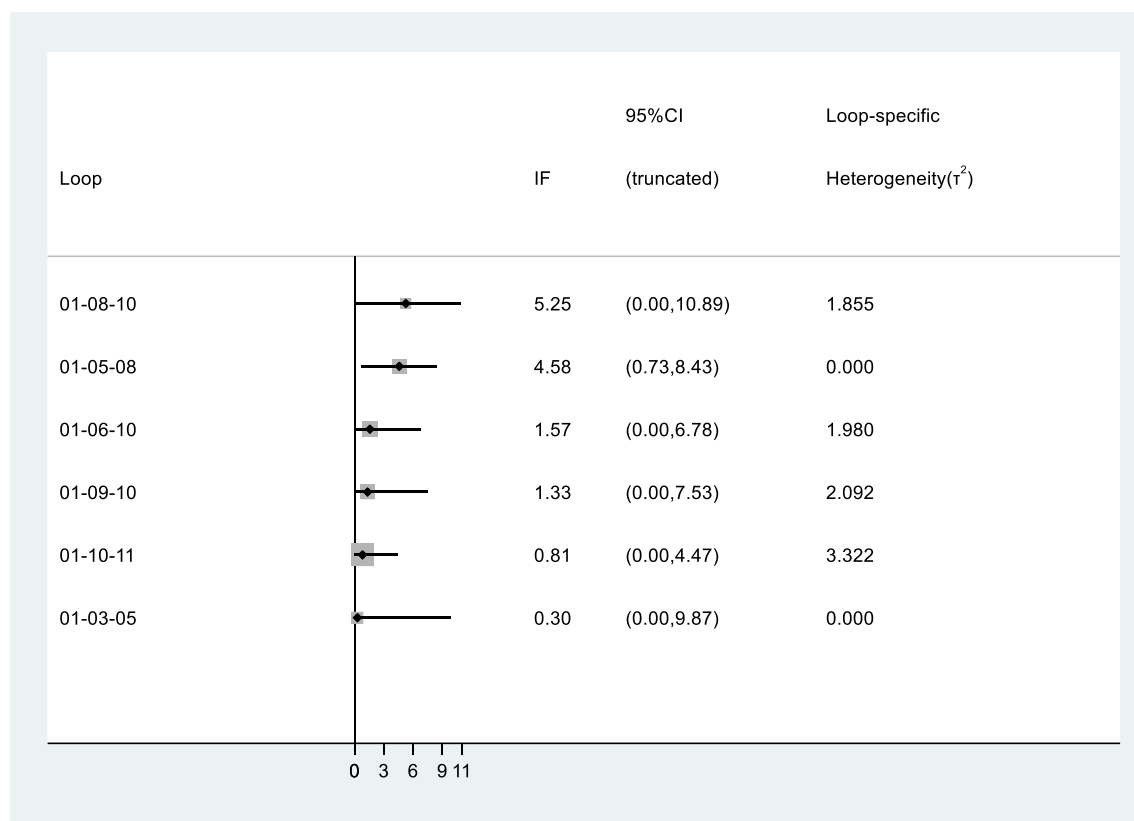 95%CI Loop-specific
Loop IF (truncated) Heterogeneity(τ²)
01-08-10 5.25 (0.00,10.89) 1.855
01-05-08 4.58 (0.73,8.43) 0.000
01-06-10 1.57 (0.00,6.78) 1.980
01-09-10 1.33 (0.00,7.53) 2.092
01-10-11 0.81 (0.00,4.47) 3.322
01-03-05 0.30 (0.00,9.87) 0.000
0 3 6 9 11